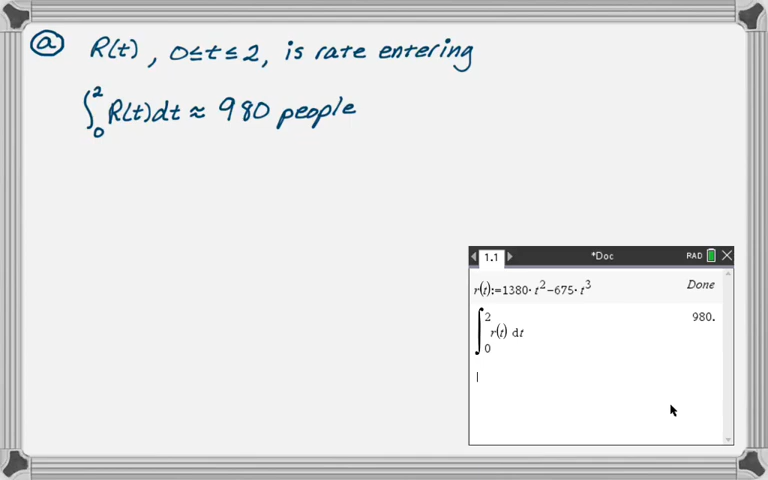 ⓐ R(t), 0≤t≤2, is rate entering
∫₀² R(t)dt ≈ 980 people
1.1 *Doc RAD
r(t):=1380·t²−675·t³ Done
∫₀² r(t) dt 980.